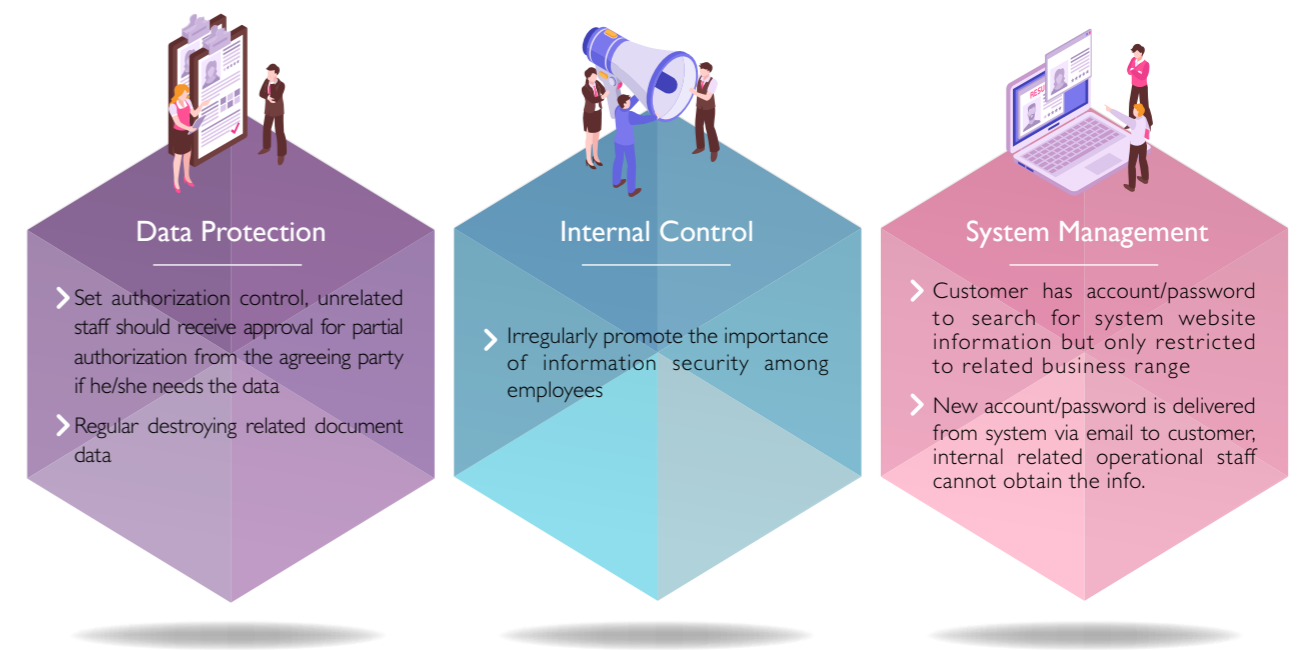 Data Protection
Set authorization control, unrelated
staff should receive approval for partial
authorization from the agreeing party
if he/she needs the data
Regular destroying related document
data
Internal Control
Irregularly promote the importance
of information security among
employees
RESU
System Management
Customer has account/password
to search for system website
information but only restricted
to related business range
New account/password is delivered
from system via email to customer,
internal related operational staff
cannot obtain the info.